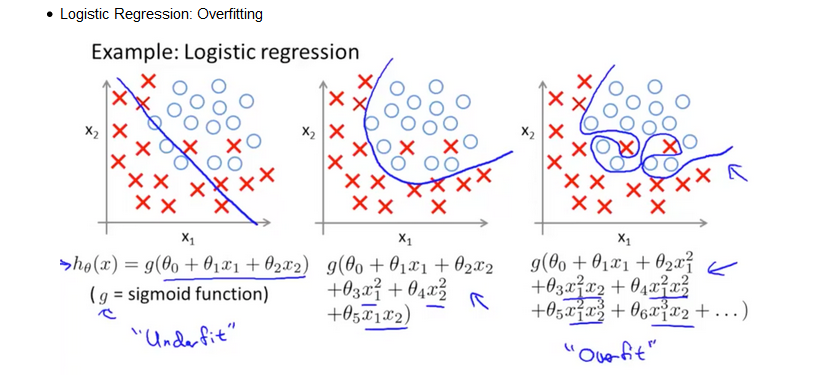 Logistic Regression: Overfitting
Example: Logistic regression
x₂
x₁
hθ(x) = g(θ₀ + θ₁x₁ + θ₂x₂)
(g = sigmoid function)
"Underfit"
x₂
x₁
g(θ₀ + θ₁x₁ + θ₂x₂
+θ₃x₁² + θ₄x₂²
+θ₅x₁x₂)
x₂
x₁
g(θ₀ + θ₁x₁ + θ₂x₁²
+θ₃x₁²x₂ + θ₄x₁²x₂²
+θ₅x₁²x₂³ + θ₆x₁³x₂ + ...)
"Overfit"